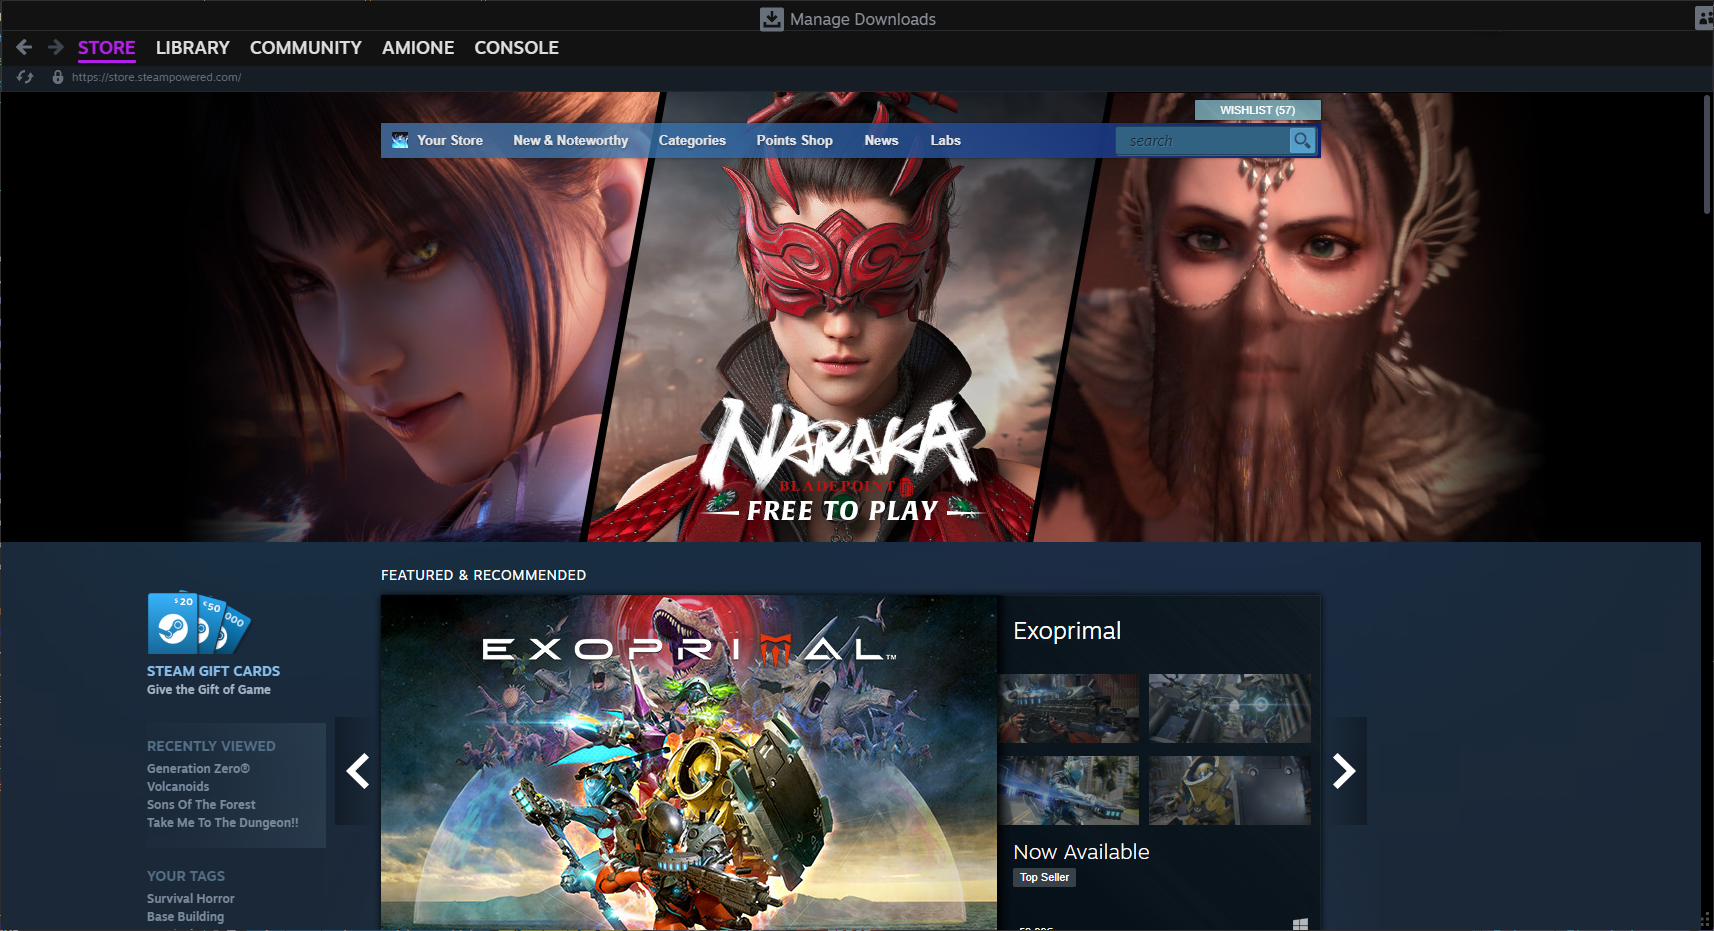 Manage Downloads
STORE LIBRARY COMMUNITY AMIONE CONSOLE
https://store.steampowered.com/
WISHLIST (57)
Your Store New & Noteworthy Categories Points Shop News Labs search
NARAKA
BLADEPOINT
FREE TO PLAY
FEATURED & RECOMMENDED
$20 €50 000
STEAM GIFT CARDS
Give the Gift of Game
EXOPRIMAL™
Exoprimal
RECENTLY VIEWED
Generation Zero®
Volcanoids
Sons Of The Forest
Take Me To The Dungeon!!
Now Available
Top Seller
YOUR TAGS
Survival Horror
Base Building